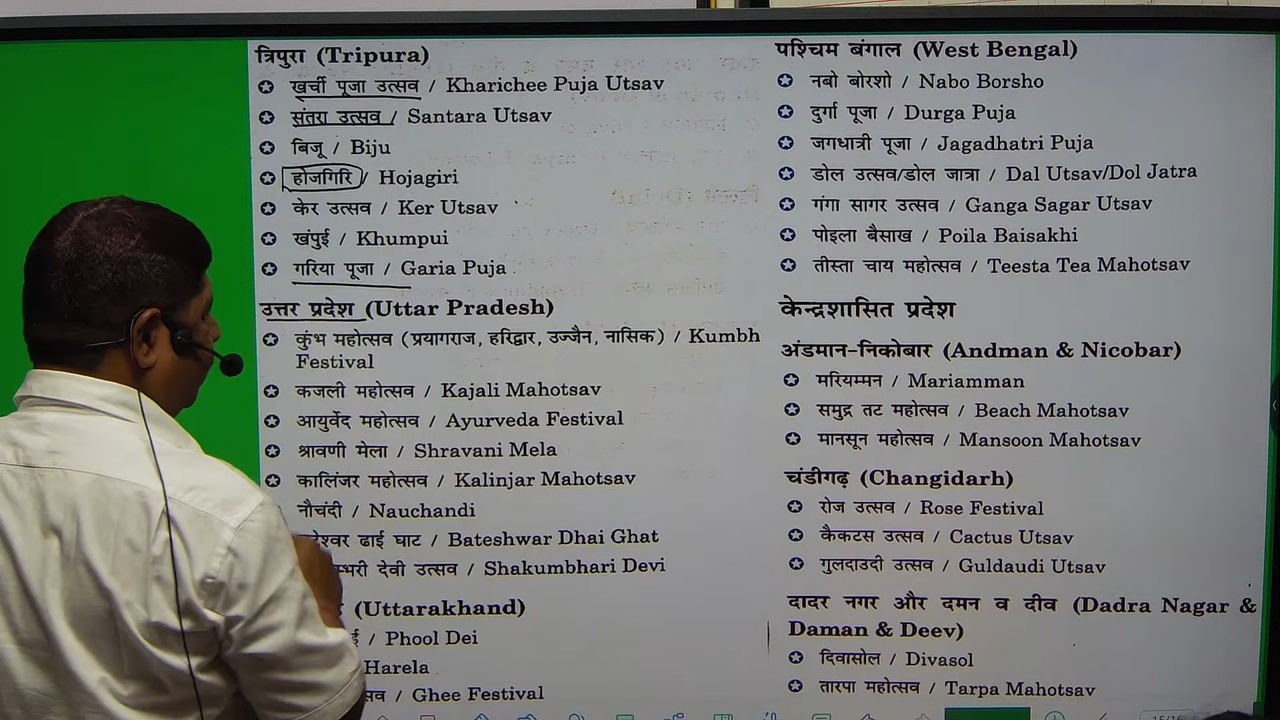 त्रिपुरा (Tripura)
खर्ची पूजा उत्सव / Kharichee Puja Utsav
संतरा उत्सव / Santara Utsav
बिजू / Biju
होजगिरि / Hojagiri
केर उत्सव / Ker Utsav
खंपुई / Khumpui
गरिया पूजा / Garia Puja
उत्तर प्रदेश (Uttar Pradesh)
कुंभ महोत्सव (प्रयागराज, हरिद्वार, उज्जैन, नासिक) / Kumbh
Festival
कजली महोत्सव / Kajali Mahotsav
आयुर्वेद महोत्सव / Ayurveda Festival
श्रावणी मेला / Shravani Mela
कालिंजर महोत्सव / Kalinjar Mahotsav
नौचंदी / Nauchandi
ढाई घाट / Bateshwar Dhai Ghat
देवी उत्सव / Shakumbhari Devi
(Uttarakhand)
/ Phool Dei
Harela
/ Ghee Festival
पश्चिम बंगाल (West Bengal)
नबो बोरशो / Nabo Borsho
दुर्गा पूजा / Durga Puja
जगधात्री पूजा / Jagadhatri Puja
डोल उत्सव/डोल जात्रा / Dal Utsav/Dol Jatra
गंगा सागर उत्सव / Ganga Sagar Utsav
पोइला बैसाख / Poila Baisakhi
तीस्ता चाय महोत्सव / Teesta Tea Mahotsav
केन्द्रशासित प्रदेश
अंडमान-निकोबार (Andman & Nicobar)
मरियम्मन / Mariamman
समुद्र तट महोत्सव / Beach Mahotsav
मानसून महोत्सव / Mansoon Mahotsav
चंडीगढ़ (Changidarh)
रोज उत्सव / Rose Festival
कैकटस उत्सव / Cactus Utsav
गुलदाउदी उत्सव / Guldaudi Utsav
दादर नगर और दमन व दीव (Dadra Nagar &
Daman & Deev)
दिवासोल / Divasol
तारपा महोत्सव / Tarpa Mahotsav